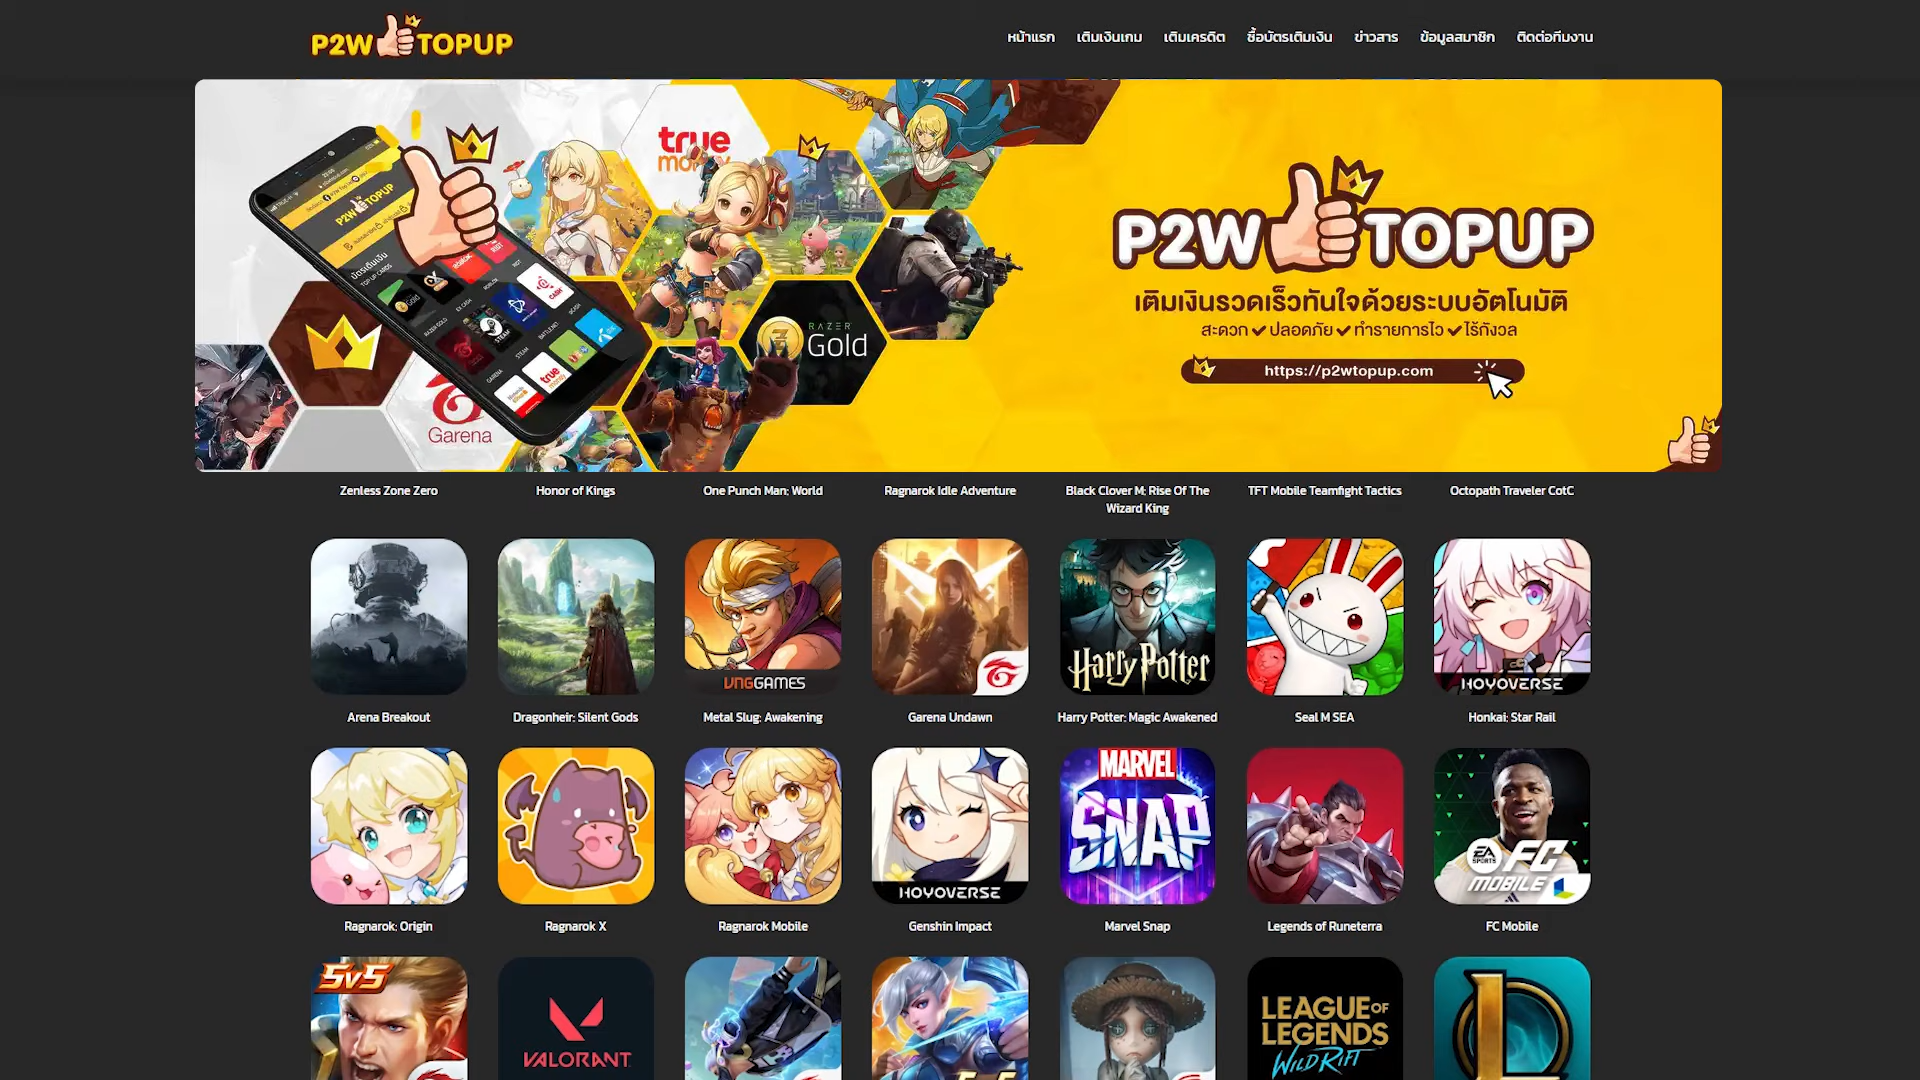 P2W TOPUP
หน้าแรก เติมเงินเกม เติมเครดิต ซื้อบัตรเติมเงิน ข่าวสาร ข้อมูลสมาชิก ติดต่อทีมงาน
true
money
P2W TOPUP
RAZER
Gold
Garena
P2W TOPUP
เติมเงินรวดเร็วทันใจด้วยระบบอัตโนมัติ
สะดวก ปลอดภัย ทำรายการไว ไร้กังวล
https://p2wtopup.com
Zenless Zone Zero
Honor of Kings
One Punch Man: World
Ragnarok Idle Adventure
Black Clover M: Rise Of The
Wizard King
TFT Mobile Teamfight Tactics
Octopath Traveler CotC
VNGGAMES
Harry Potter
HOYOVERSE
Arena Breakout
Dragonheir: Silent Gods
Metal Slug: Awakening
Garena Undawn
Harry Potter: Magic Awakened
Seal M SEA
Honkai: Star Rail
HOYOVERSE
MARVEL
SNAP
EA
SPORTS
FC
MOBILE
Ragnarok: Origin
Ragnarok X
Ragnarok Mobile
Genshin Impact
Marvel Snap
Legends of Runeterra
FC Mobile
5v5
VALORANT
LEAGUE OF
LEGENDS
WILD RIFT